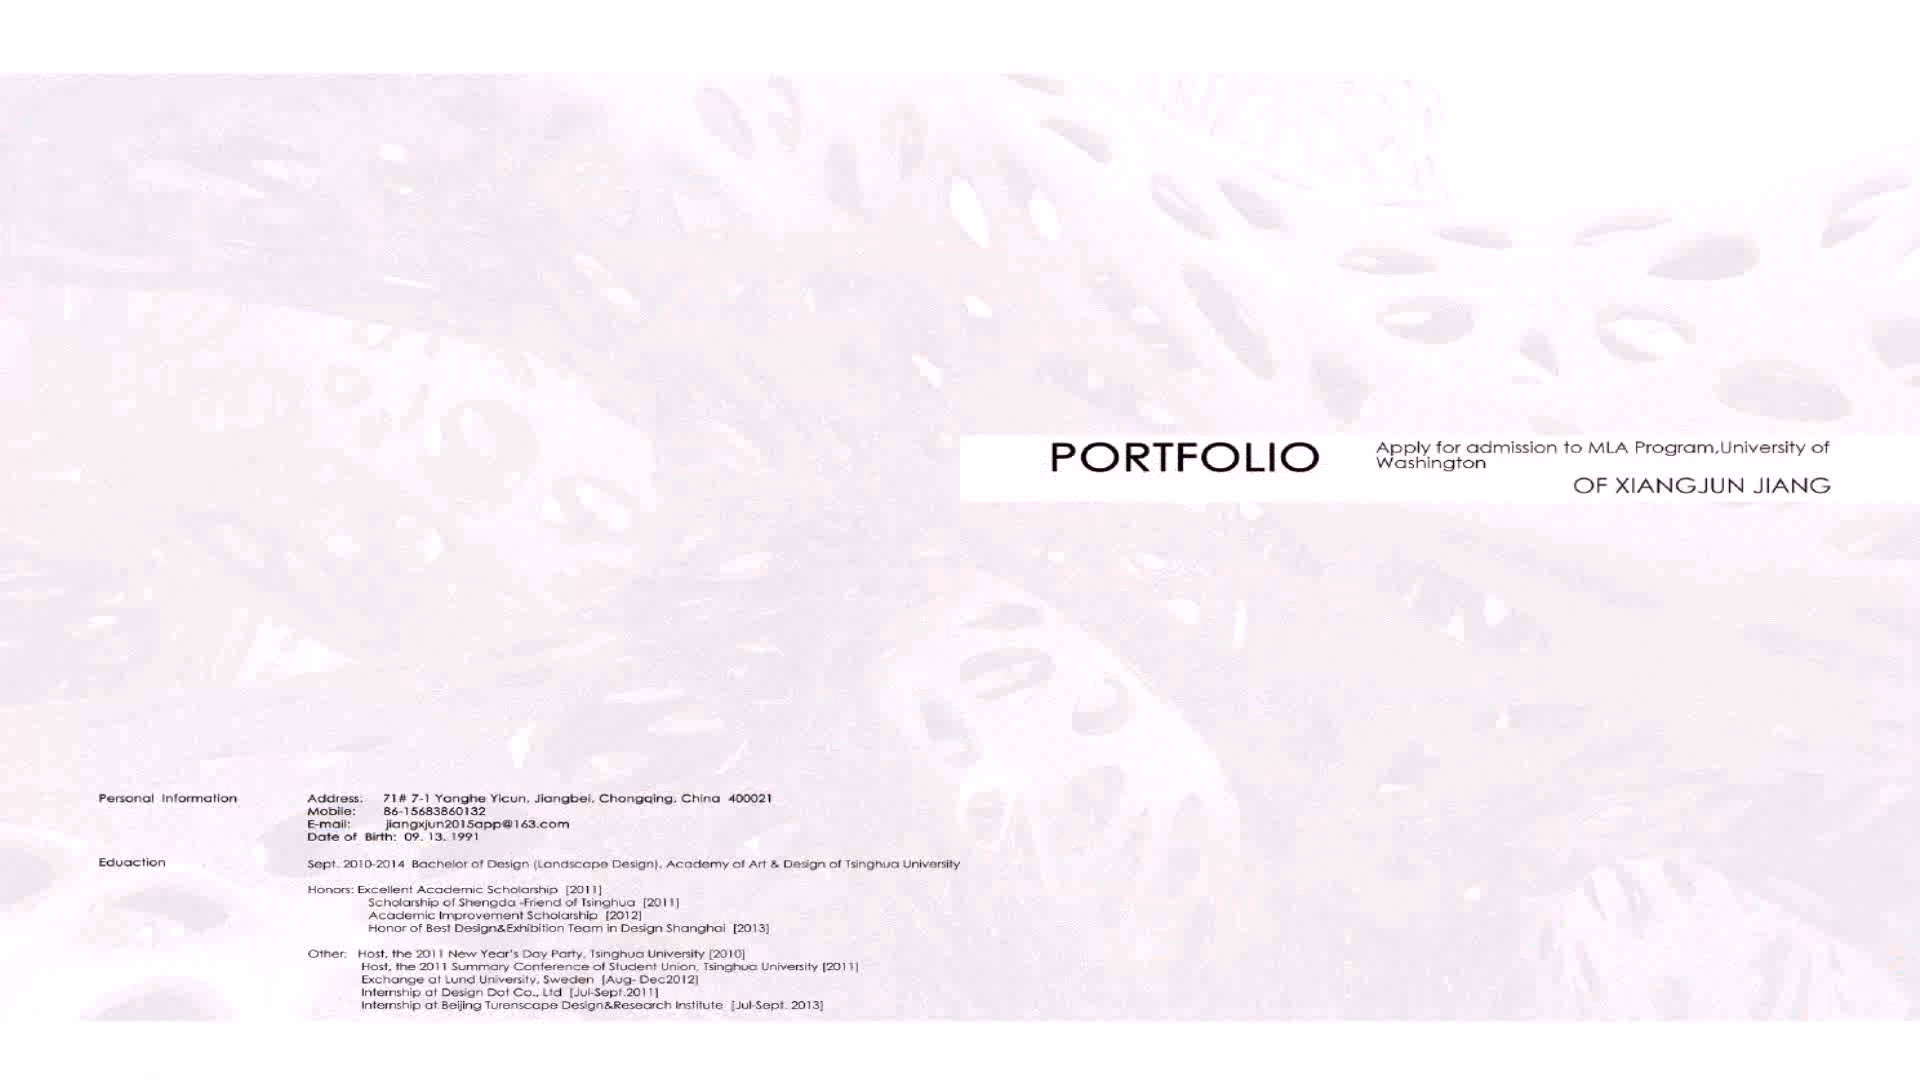 PORTFOLIO
Apply for admission to MLA Program,University of
Washington
OF XIANGJUN JIANG
Personal Information
Address: 71# 7-1 Yanghe Yicun, Jiangbei, Chongqing, China 400021
Mobile: 86-15683860132
E-mail: jiangxjun2015app@163.com
Date of Birth: 09. 13. 1991
Eduaction
Sept. 2010-2014 Bachelor of Design (Landscape Design), Academy of Art & Design of Tsinghua University
Honors: Excellent Academic Scholarship [2011]
Scholarship of Shengda -Friend of Tsinghua [2011]
Academic Improvement Scholarship [2012]
Honor of Best Design&Exhibition Team in Design Shanghai [2013]
Other: Host, the 2011 New Year's Day Party, Tsinghua University [2010]
Host, the 2011 Summary Conference of Student Union, Tsinghua University [2011]
Exchange at Lund University, Sweden [Aug- Dec2012]
Internship at Design Dot Co., Ltd [Jul-Sept.2011]
Internship at Beijing Turenscape Design&Research Institute [Jul-Sept. 2013]